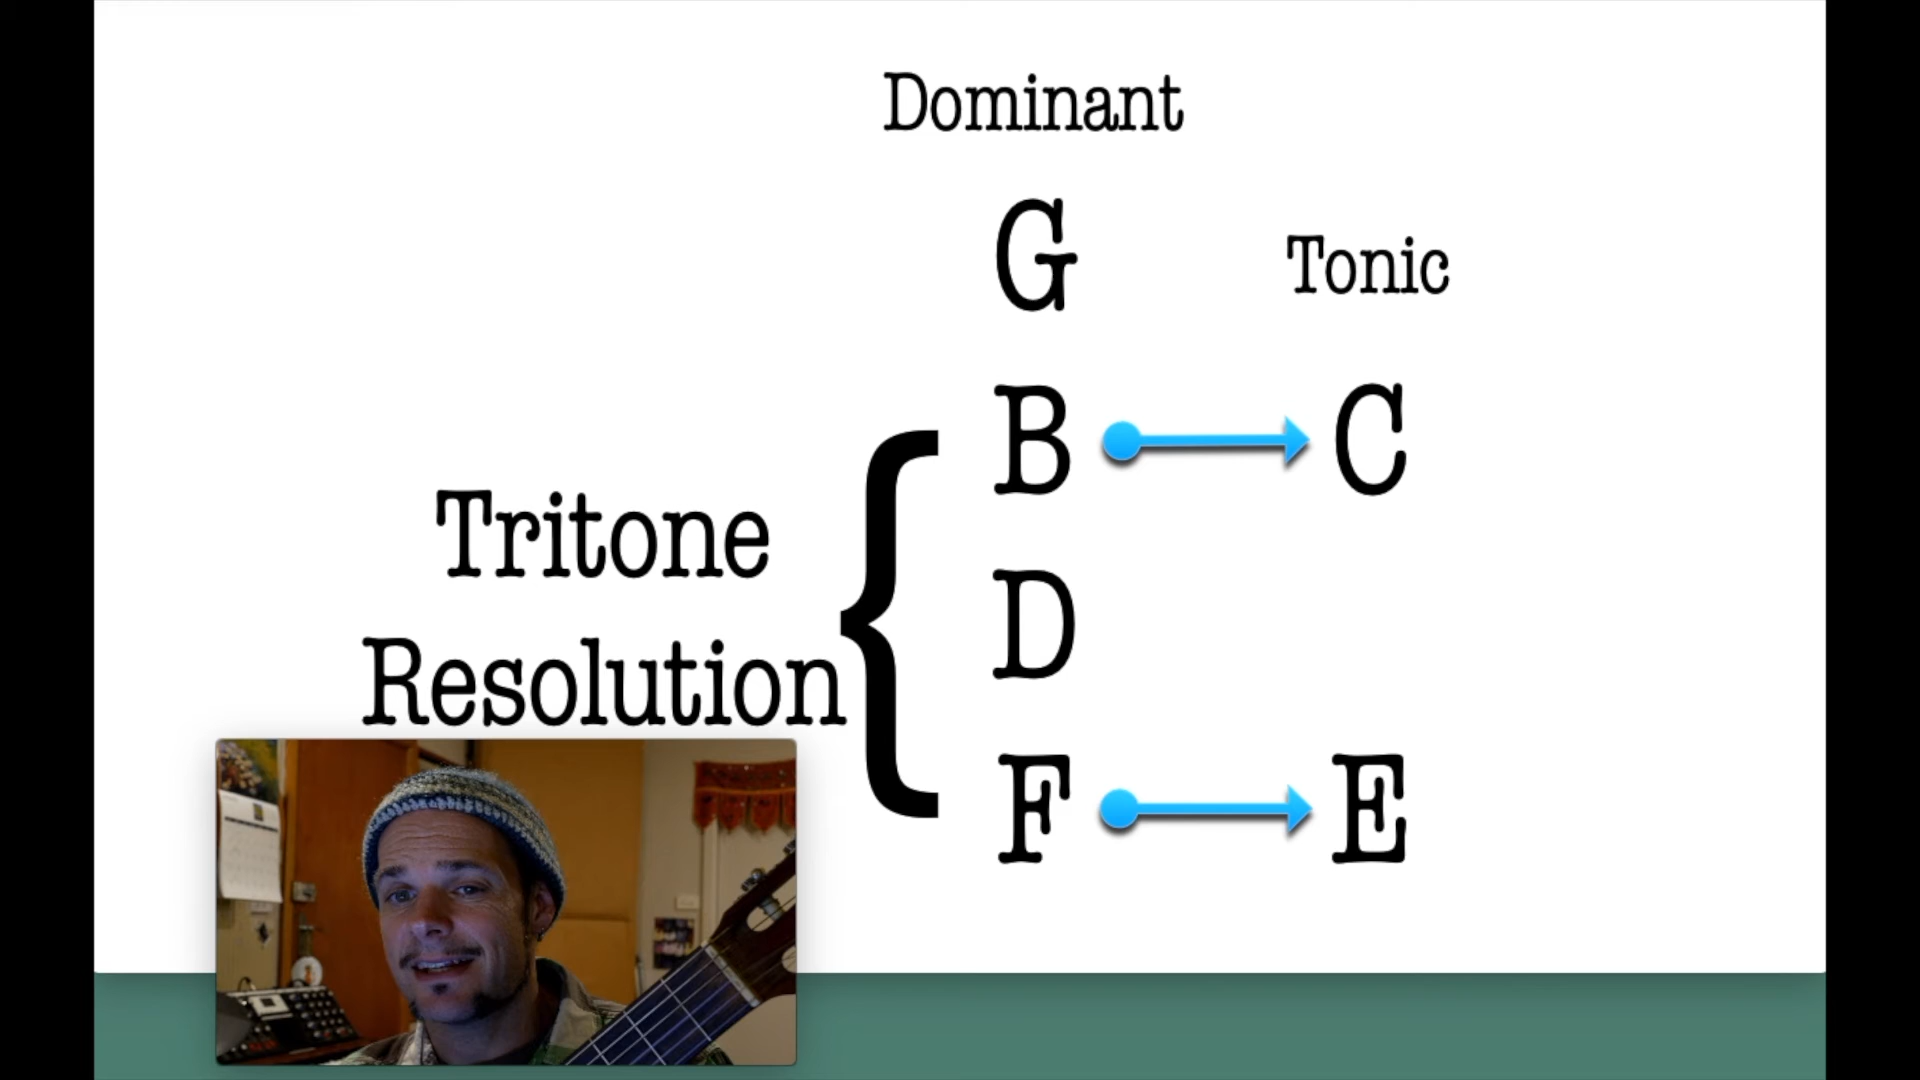 Dominant
G
Tonic
B C
Tritone
D
Resolution
F E